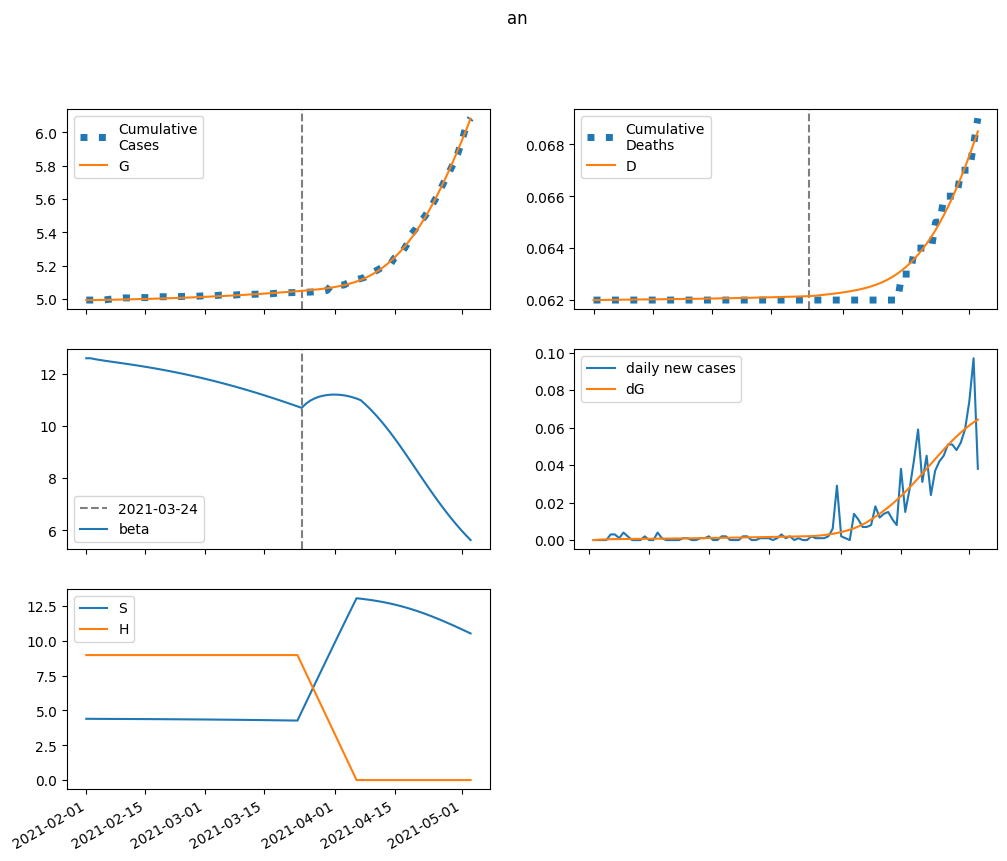 an
Cumulative
Cases
G
6.0
5.8
5.6
5.4
5.2
5.0
Cumulative
Deaths
D
0.068
0.066
0.064
0.062
12
10
8
6
2021-03-24
beta
daily new cases
dG
0.10
0.08
0.06
0.04
0.02
0.00
S
H
12.5
10.0
7.5
5.0
2.5
0.0
2021-02-01
2021-02-15
2021-03-01
2021-03-15
2021-04-01
2021-04-15
2021-05-01